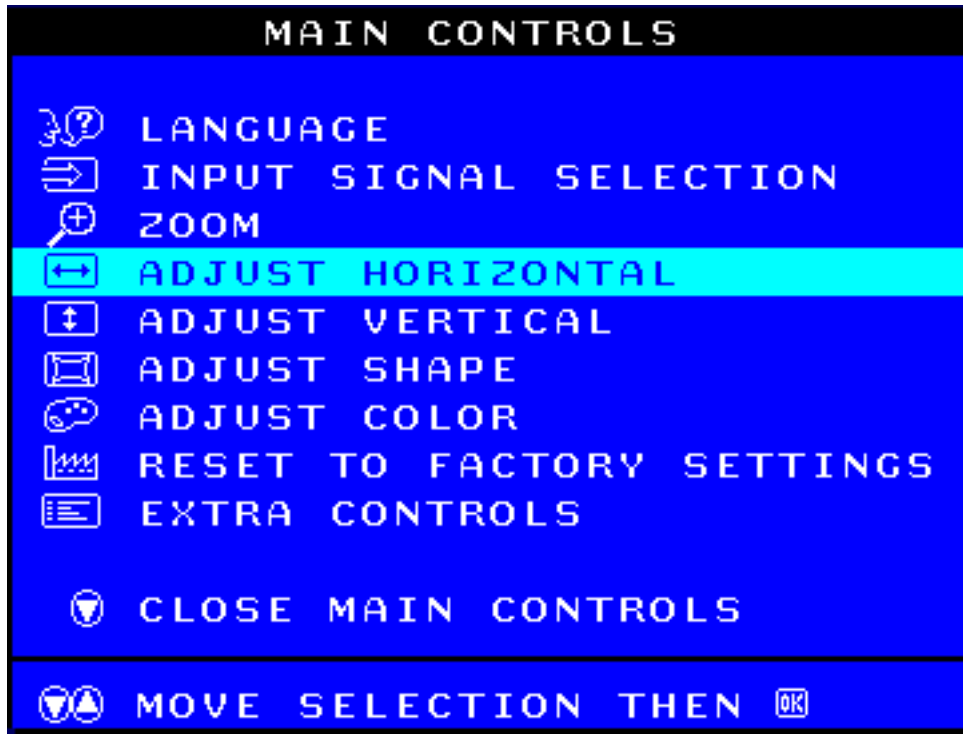 MAIN CONTROLS
LANGUAGE
INPUT SIGNAL SELECTION
ZOOM
ADJUST HORIZONTAL
ADJUST VERTICAL
ADJUST SHAPE
ADJUST COLOR
RESET TO FACTORY SETTINGS
EXTRA CONTROLS
CLOSE MAIN CONTROLS
MOVE SELECTION THEN OK